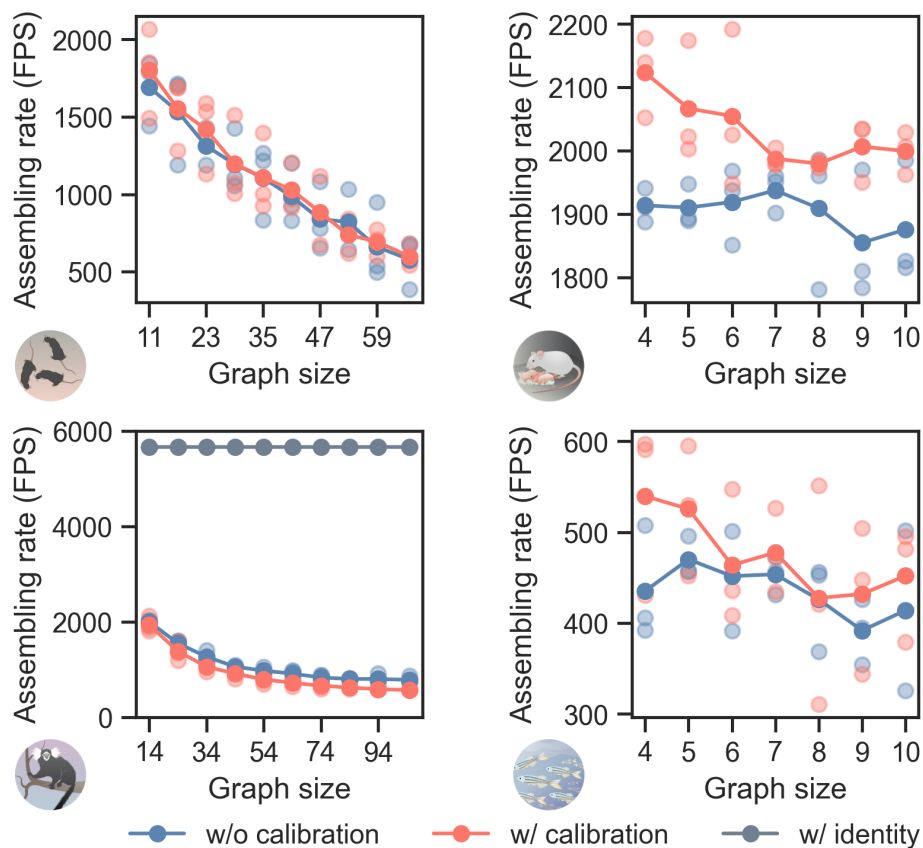 Assembling rate (FPS)
2000
1500
1000
500
11 23 35 47 59
Graph size
Assembling rate (FPS)
2200
2100
2000
1900
1800
4 5 6 7 8 9 10
Graph size
Assembling rate (FPS)
6000
4000
2000
0
14 34 54 74 94
Graph size
Assembling rate (FPS)
600
500
400
300
4 5 6 7 8 9 10
Graph size
w/o calibration w/ calibration w/ identity